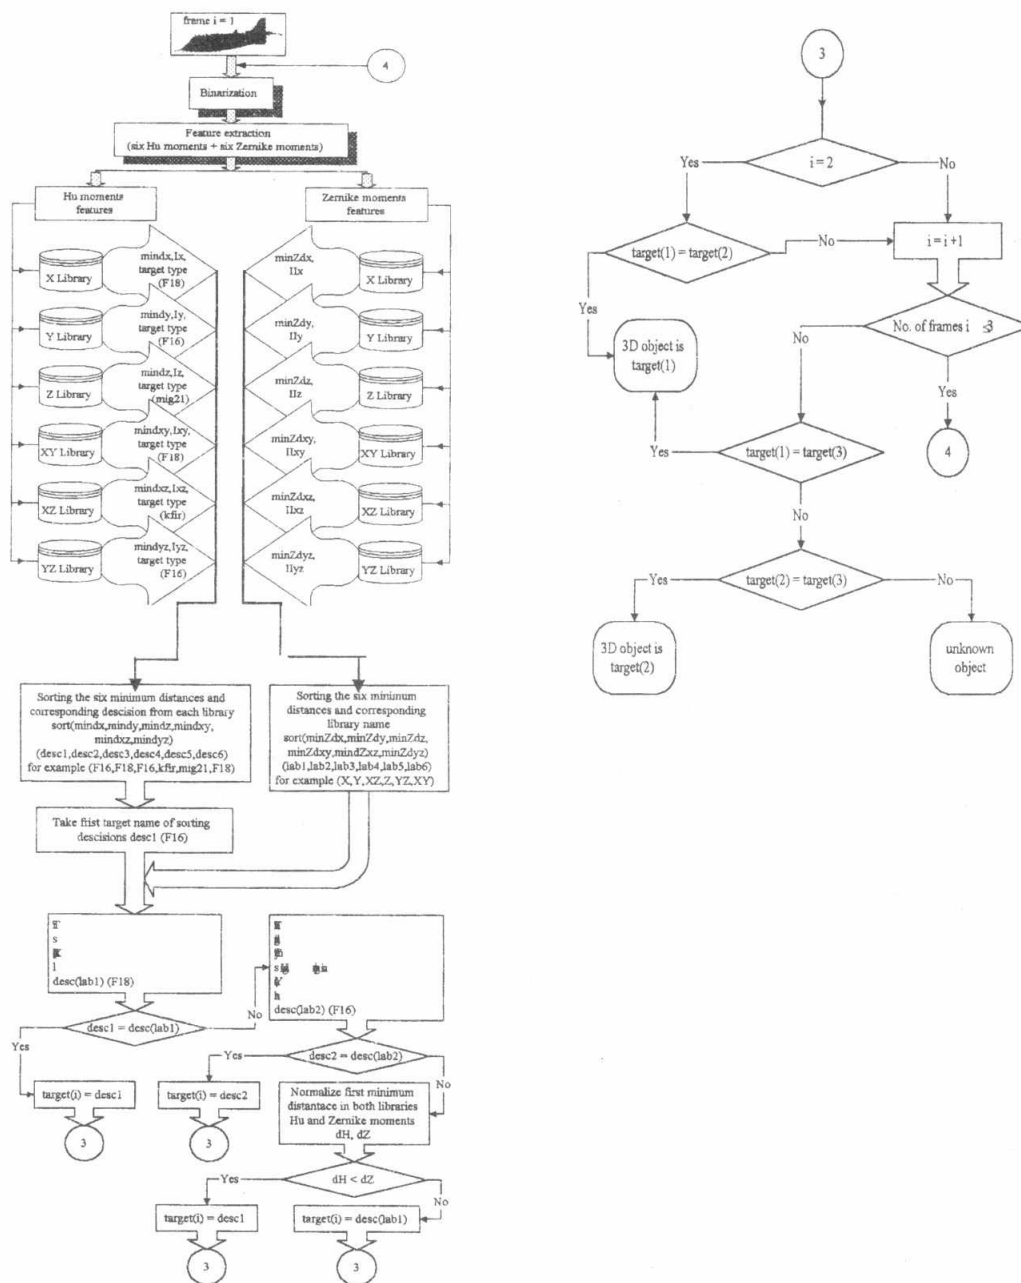 frame i = 1
4
Binarization
Feature extraction
(six Hu moments + six Zernike moments)
Hu moments
features
Zernike moments
features
X Library
mindx,Ix,
target type
(F18)
minZdx,
IIx
X Library
Y Library
mindy,Iy,
target type
(F16)
minZdy,
IIy
Y Library
Z Library
mindz,Iz,
target type
(mig21)
minZdz,
IIz
Z Library
XY Library
mindxy,Ixy,
target type
(F18)
minZdxy,
IIxy
XY Library
XZ Library
mindxz,Ixz,
target type
(kfir)
minZdxz,
IIxz
XZ Library
YZ Library
mindyz,Iyz,
target type
(F16)
minZdyz,
IIyz
YZ Library
Sorting the six minimum distances and
corresponding descision from each library
sort(mindx,mindy,mindz,mindxy,
mindxz,mindyz)
(desc1,desc2,desc3,desc4,desc5,desc6)
for example (F16,F18,F16,kfir,mig21,F18)
Sorting the six minimum
distances and corresponding
library name
sort(minZdx,minZdy,minZdz,
minZdxy,mindZxz,minZdyz)
(lab1,lab2,lab3,lab4,lab5,lab6)
for example (X,Y,XZ,Z,YZ,XY)
Take frist target name of sorting
descisions desc1 (F16)
s
l
desc(lab1) (F18)
desc(lab2) (F16)
desc1 = desc(lab1)
No
Yes
desc2 = desc(lab2)
Yes
No
target(i) = desc1
3
target(i) = desc2
3
Normalize first minimum
distantace in both libraries
Hu and Zernike moments
dH, dZ
dH < dZ
Yes
No
target(i) = desc1
3
target(i) = desc(lab1)
3
3
i = 2
Yes
No
target(1) = target(2)
No
i = i +1
Yes
3D object is
target(1)
No. of frames i ≤3
No
Yes
4
target(1) = target(3)
Yes
No
target(2) = target(3)
Yes
No
3D object is
target(2)
unknown
object